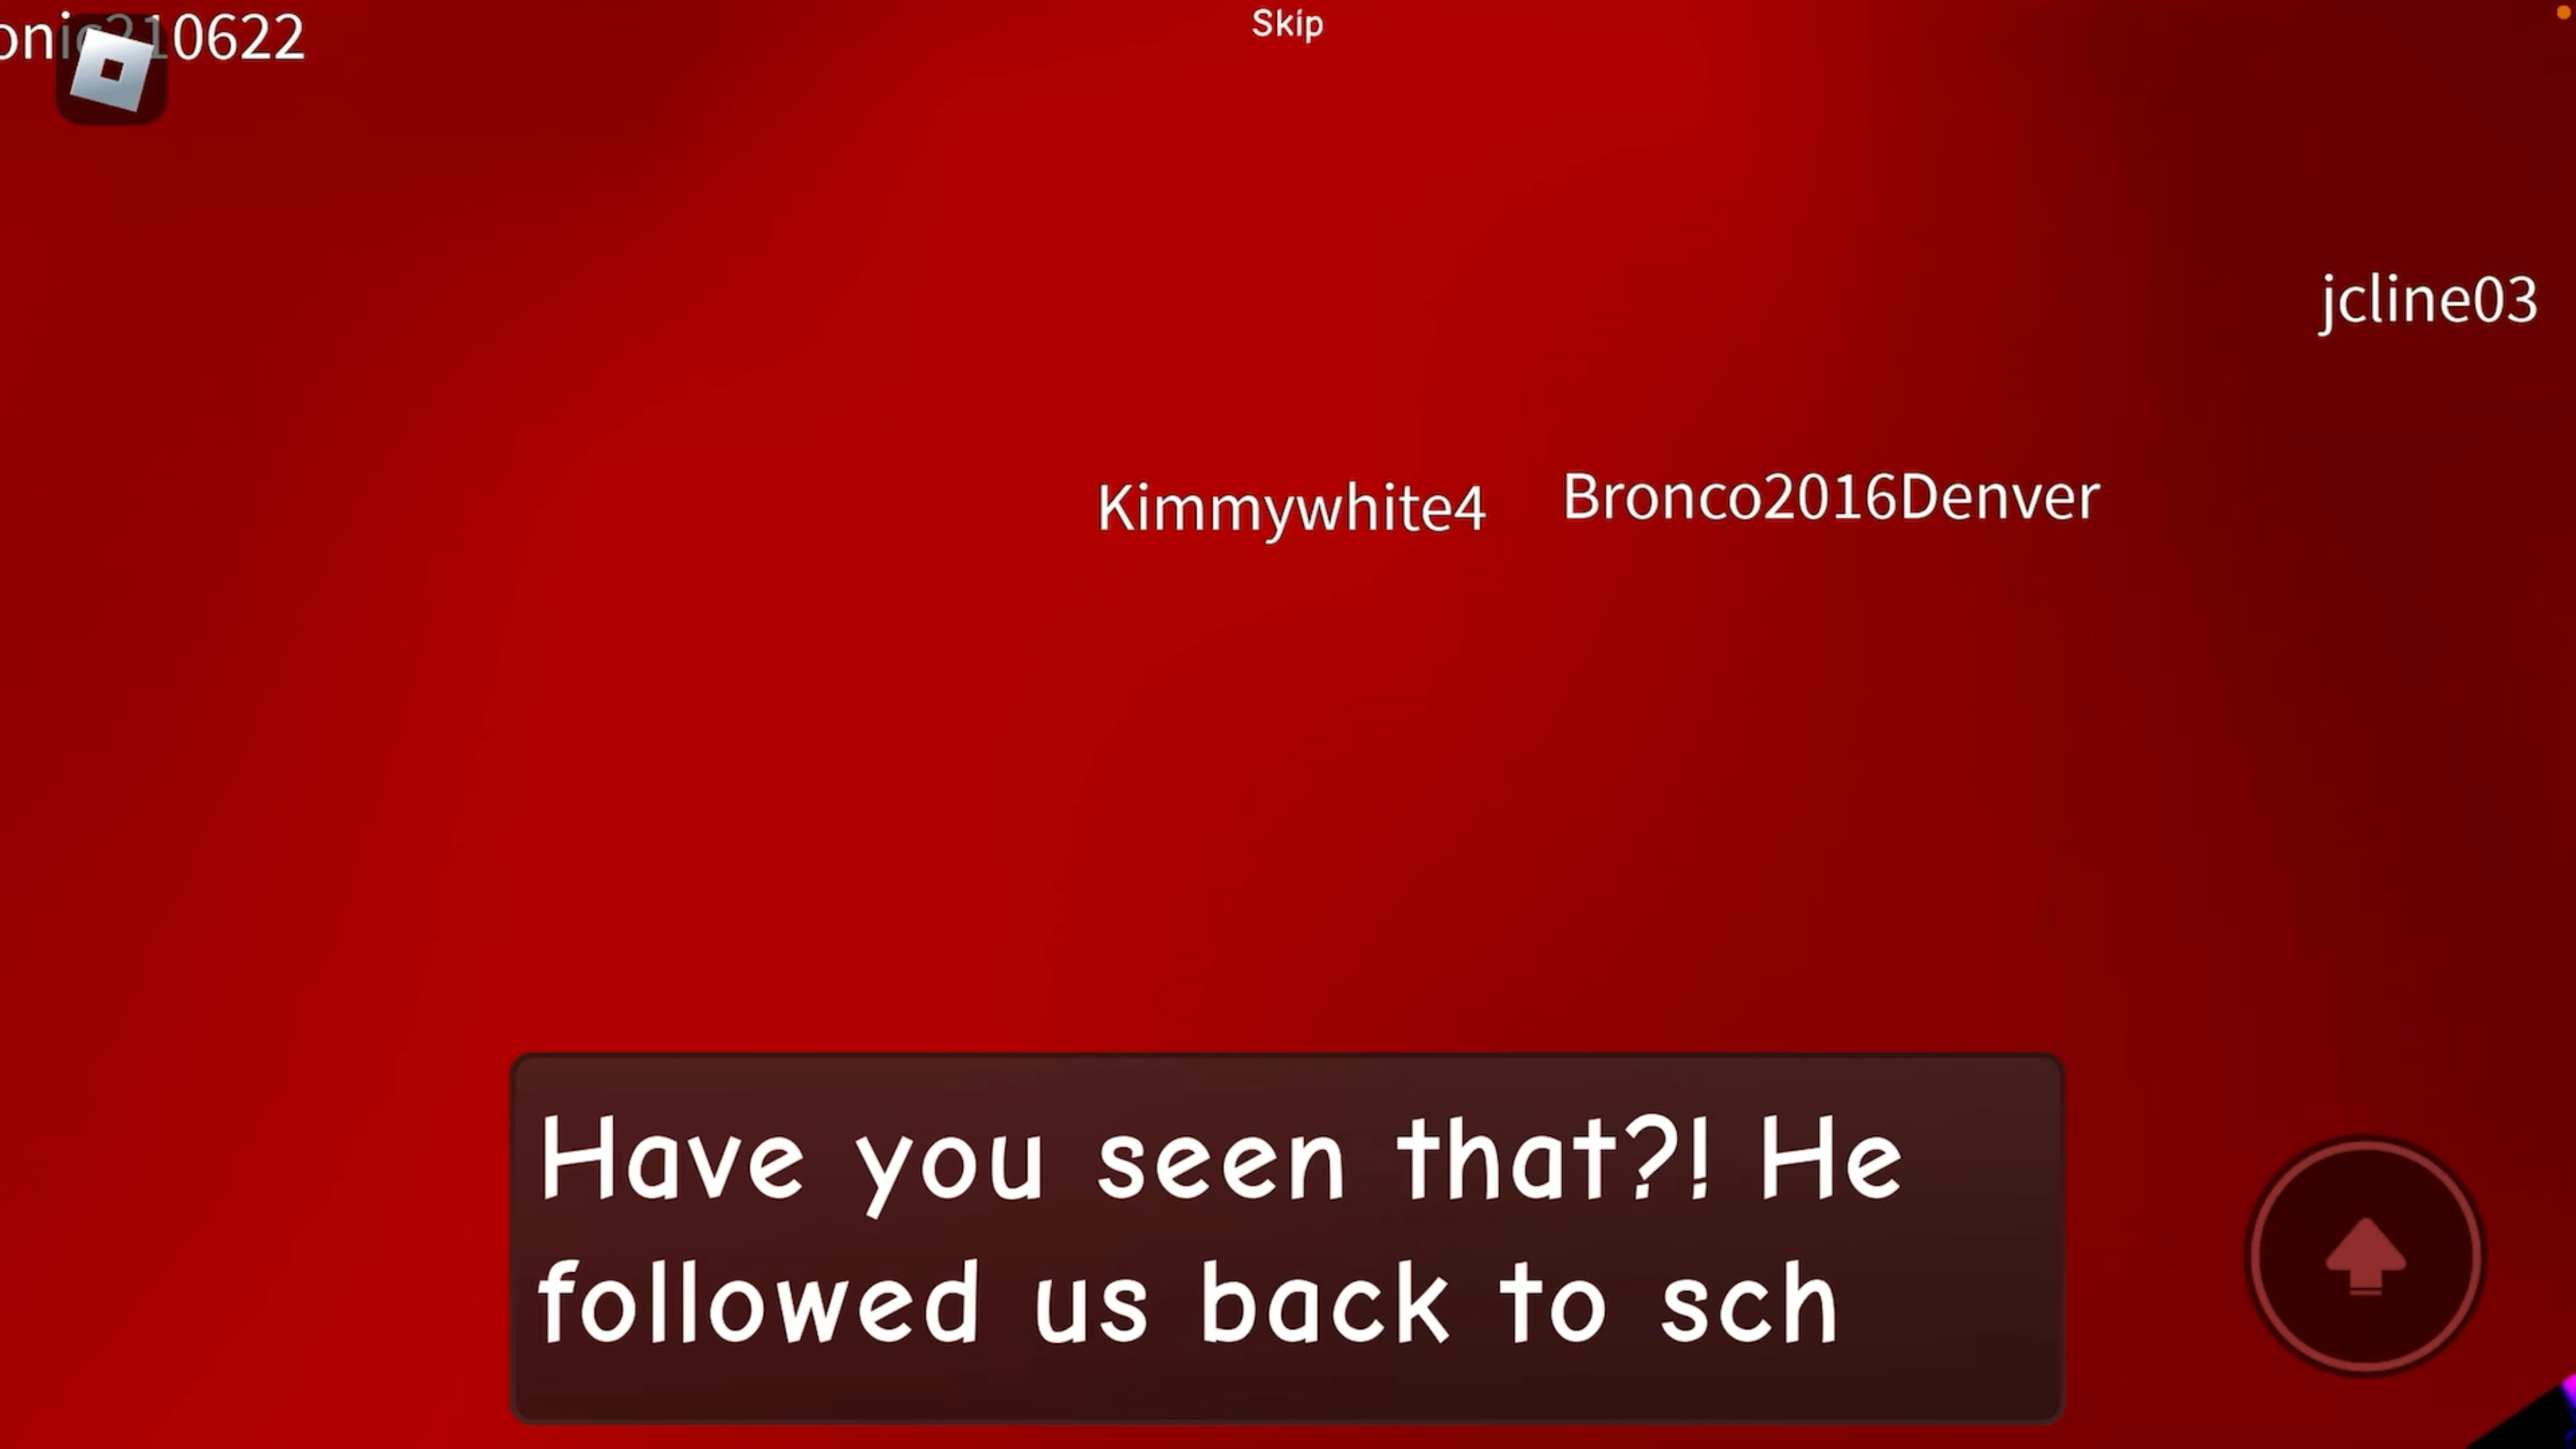 Skip
jcline03
Kimmywhite4
Bronco2016Denver
Have you seen that?! He
followed us back to sch